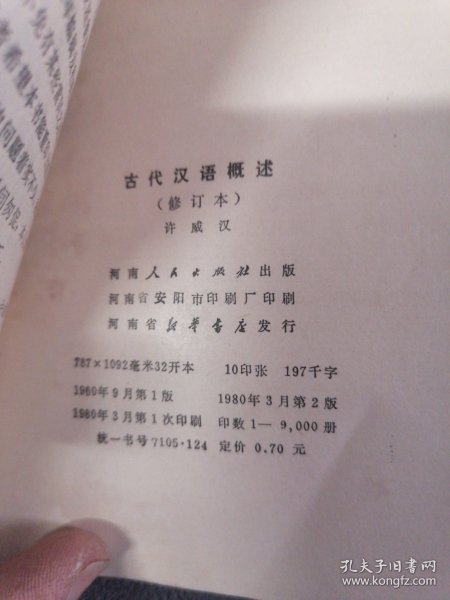 古代汉语概述
（修订本）
许威汉
河南人民出版社出版
河南省安阳市印刷厂印刷
河南省新华书店发行
787×1092毫米32开本 10印张 197千字
1960年9月第1版 1980年3月第2版
1980年3月第1次印刷 印数1—9,000册
统一书号7105·124 定价0.70元
孔夫子旧书网
www.kongfz.com